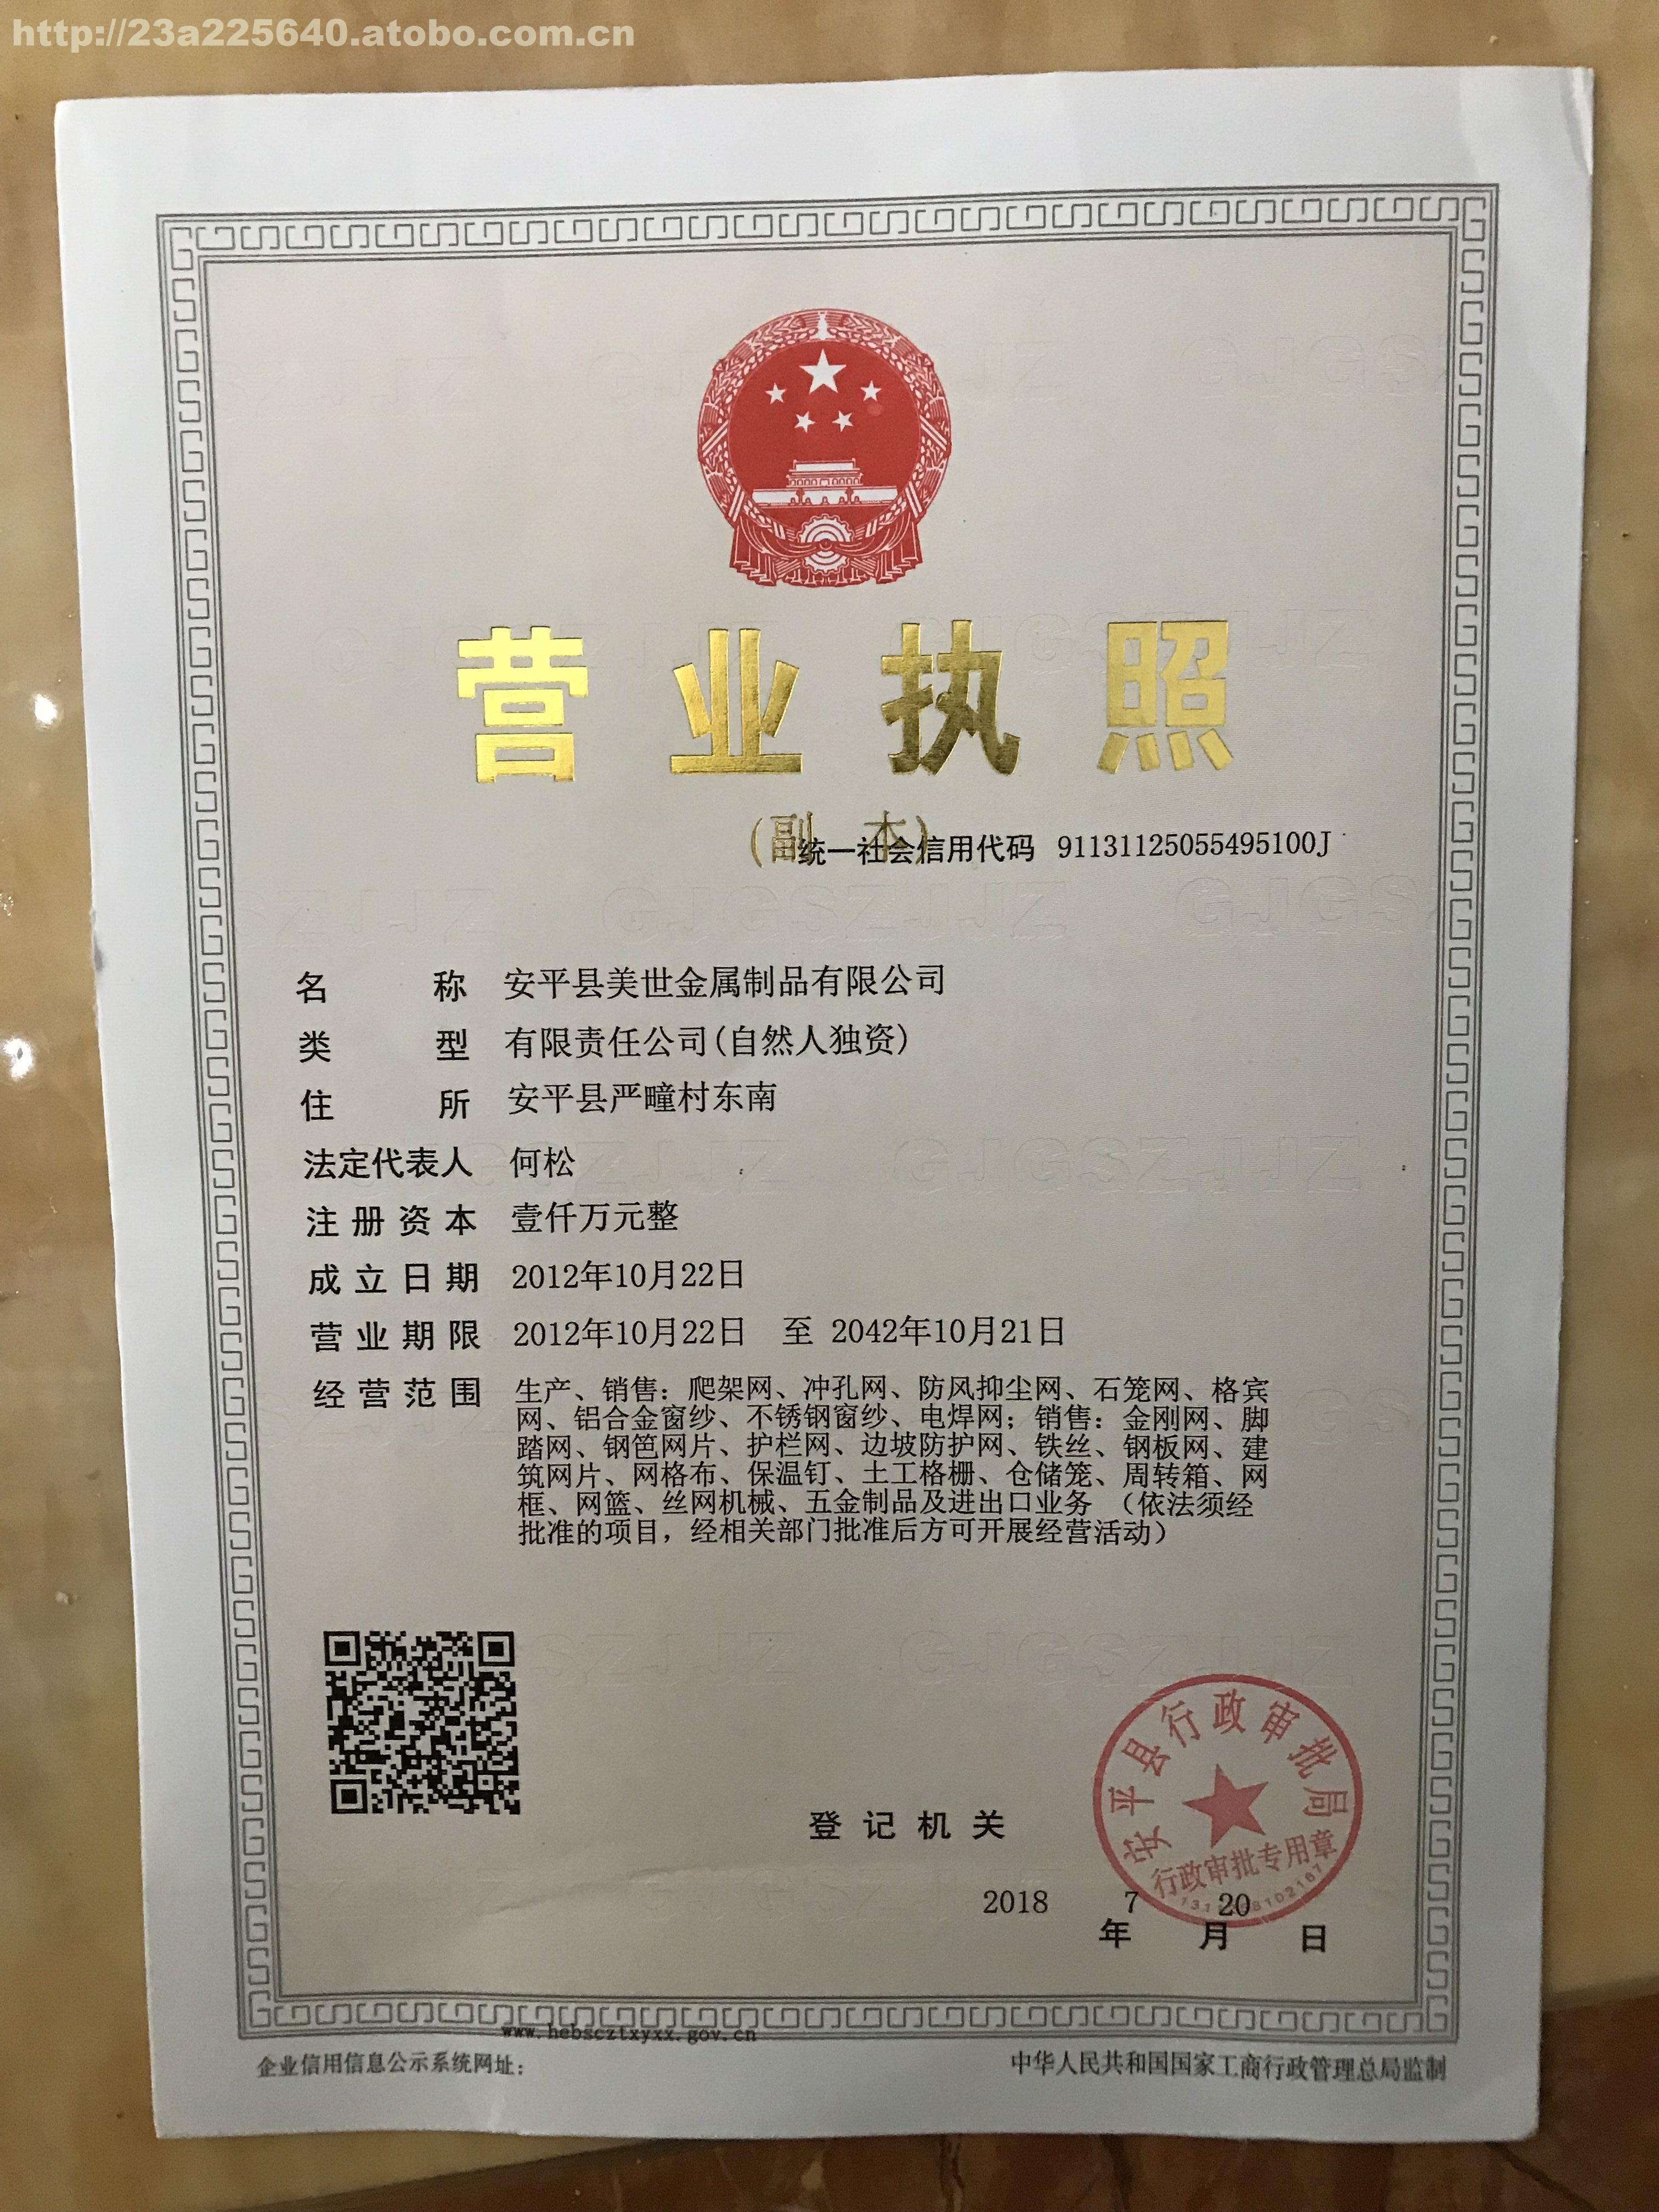 http://23a225640.atobo.com.cn
营业执照
(副 本)
统一社会信用代码 91131125055495100J
名 称 安平县美世金属制品有限公司
类 型 有限责任公司(自然人独资)
住 所 安平县严疃村东南
法定代表人 何松
注册资本 壹仟万元整
成立日期 2012年10月22日
营业期限 2012年10月22日 至 2042年10月21日
经营范围 生产、销售：爬架网、冲孔网、防风抑尘网、石笼网、格宾
网、铝合金窗纱、不锈钢窗纱、电焊网；销售：金刚网、脚
踏网、钢笆网片、护栏网、边坡防护网、铁丝、钢板网、建
筑网片、网格布、保温钉、土工格栅、仓储笼、周转箱、网
框、网篮、丝网机械、五金制品及进出口业务 （依法须经
批准的项目，经相关部门批准后方可开展经营活动）
安平县行政审批局
行政审批专用章
登记机关
2018 7 20
年 月 日
www.hebscztxyxx.gov.cn
企业信用信息公示系统网址：
中华人民共和国国家工商行政管理总局监制